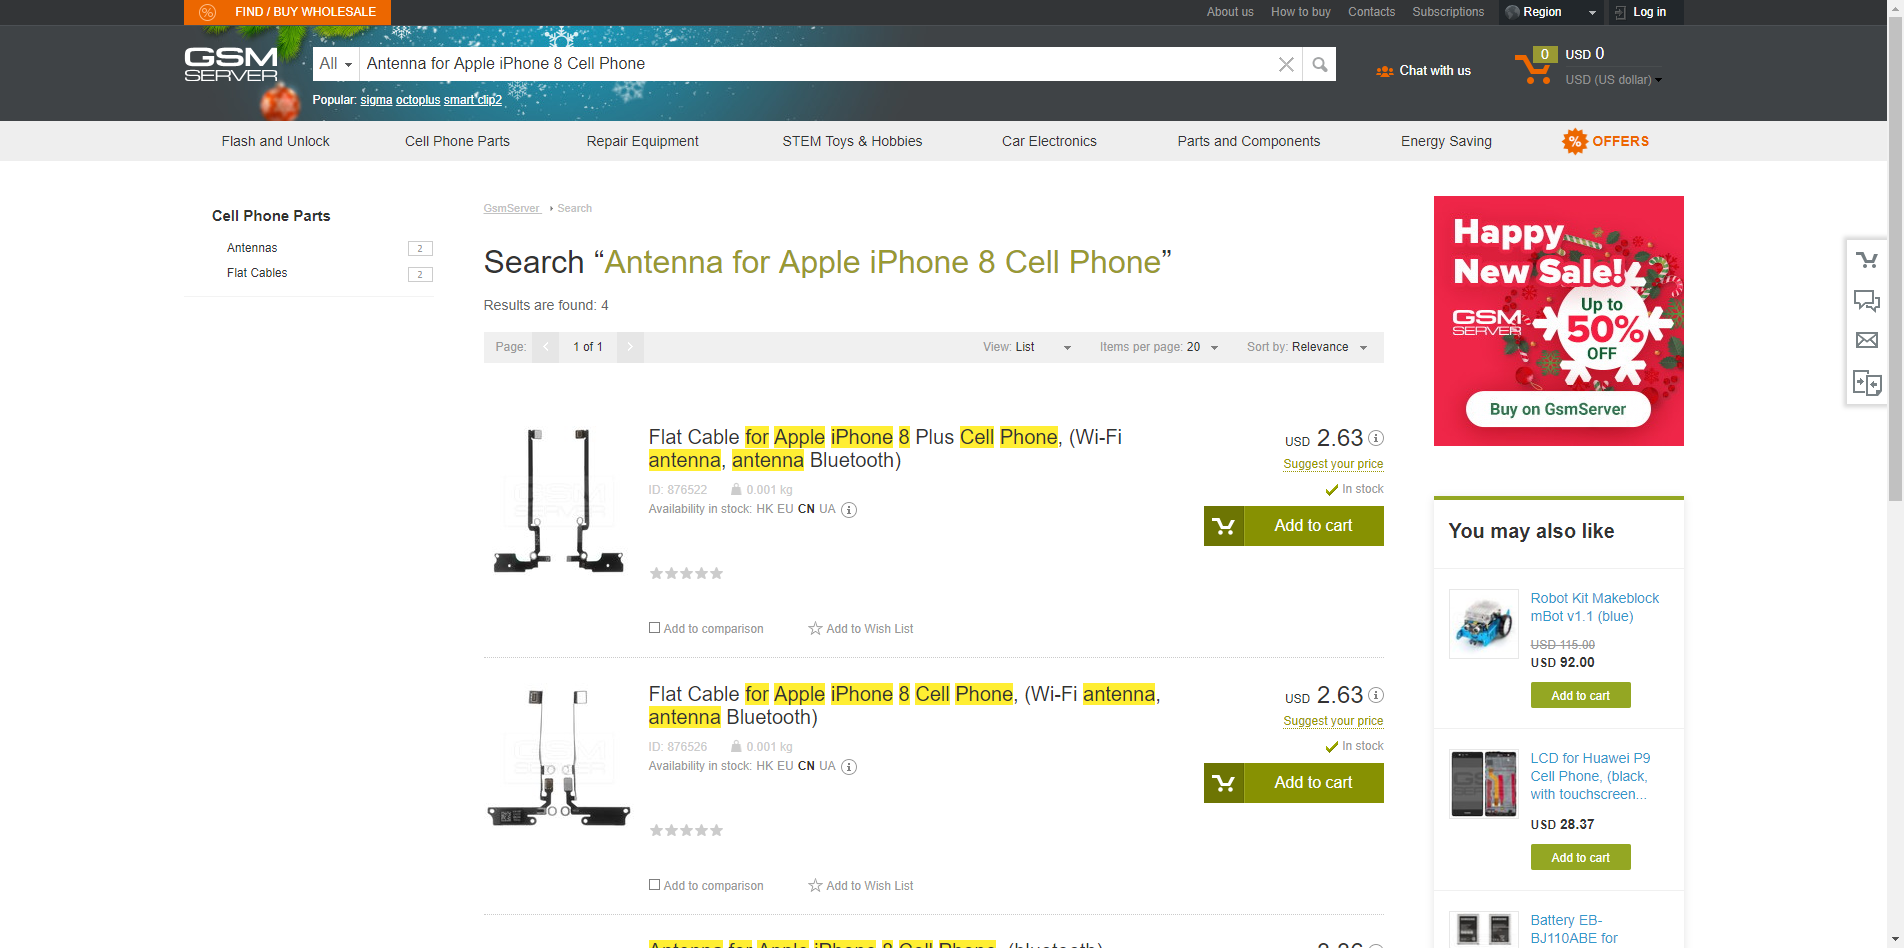 FIND / BUY WHOLESALE
About us How to buy Contacts Subscriptions Region Log in
GSM
SERVER
All Antenna for Apple iPhone 8 Cell Phone
Popular: sigma octoplus smart clip2
Chat with us
0 USD 0
USD (US dollar)
Flash and Unlock Cell Phone Parts Repair Equipment STEM Toys & Hobbies Car Electronics Parts and Components Energy Saving % OFFERS
Cell Phone Parts
Antennas 2
Flat Cables 2
GsmServer Search
Search “Antenna for Apple iPhone 8 Cell Phone”
Results are found: 4
Page: 1 of 1 View: List Items per page: 20 Sort by: Relevance
Flat Cable for Apple iPhone 8 Plus Cell Phone, (Wi-Fi
antenna, antenna Bluetooth)
ID: 876522 0.001 kg
Availability in stock: HK EU CN UA
USD 2.63
Suggest your price
In stock
Add to cart
Add to comparison Add to Wish List
Flat Cable for Apple iPhone 8 Cell Phone, (Wi-Fi antenna,
antenna Bluetooth)
ID: 876526 0.001 kg
Availability in stock: HK EU CN UA
USD 2.63
Suggest your price
In stock
Add to cart
Add to comparison Add to Wish List
Antenna for Apple iPhone 8 Cell Phone, (bluetooth)
Happy
New Sale!
GSM
SERVER
Up to
50%
OFF
Buy on GsmServer
You may also like
Robot Kit Makeblock
mBot v1.1 (blue)
USD 115.00
USD 92.00
Add to cart
LCD for Huawei P9
Cell Phone, (black,
with touchscreen...
USD 28.37
Add to cart
Battery EB-
BJ110ABE for